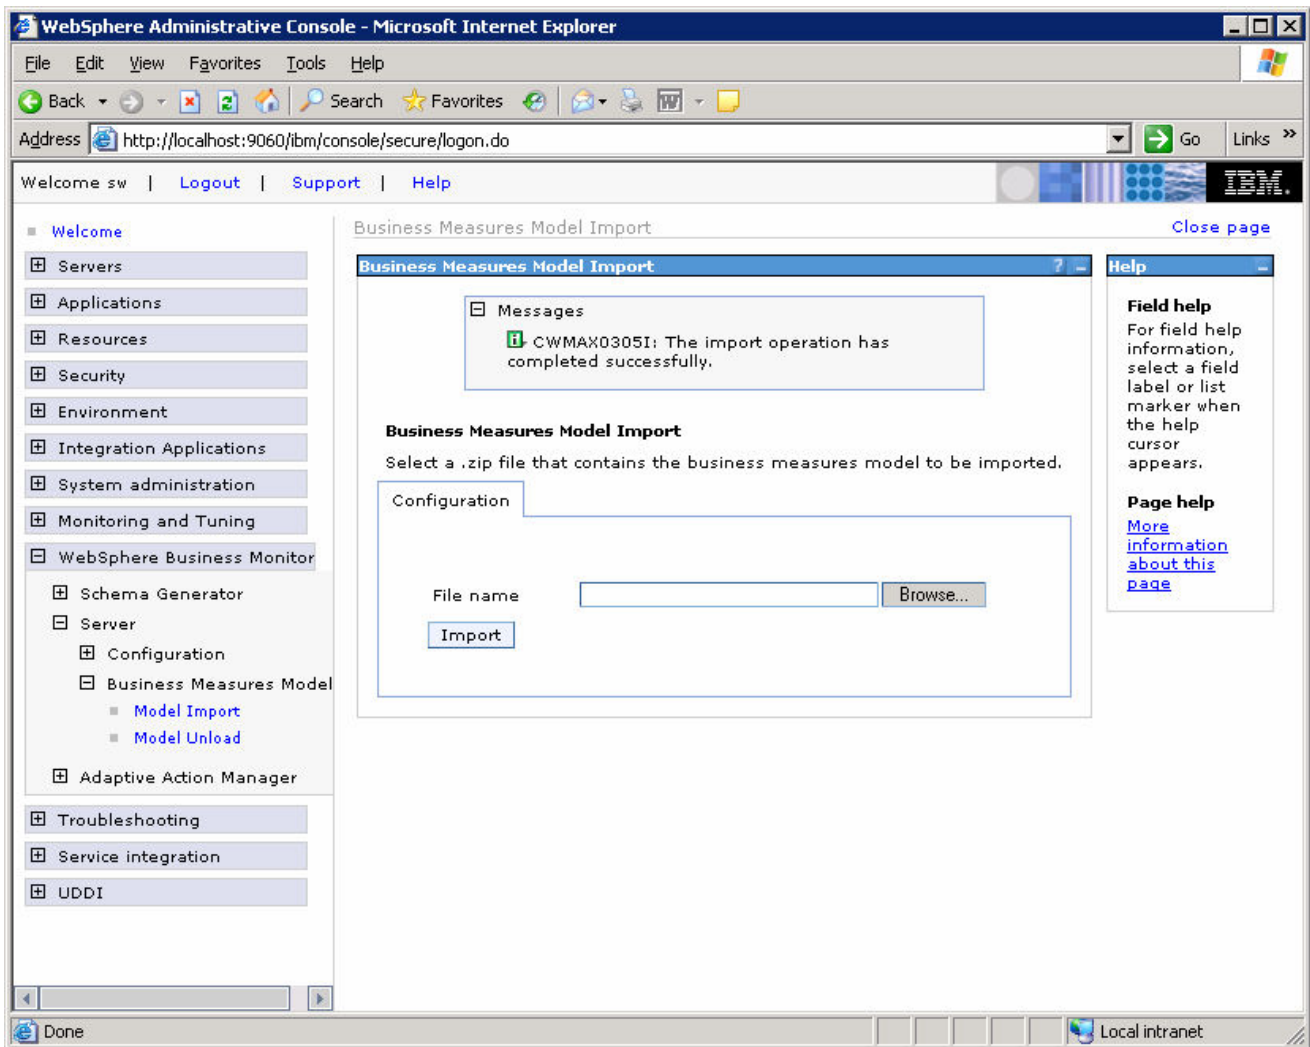 WebSphere Administrative Console - Microsoft Internet Explorer
File Edit View Favorites Tools Help
Back Search Favorites
Address http://localhost:9060/ibm/console/secure/logon.do Go Links »
Welcome sw | Logout | Support | Help IBM.
Welcome
Servers
Applications
Resources
Security
Environment
Integration Applications
System administration
Monitoring and Tuning
WebSphere Business Monitor
Schema Generator
Server
Configuration
Business Measures Model
Model Import
Model Unload
Adaptive Action Manager
Troubleshooting
Service integration
UDDI
Business Measures Model Import Close page
Business Measures Model Import ? -
Messages
CWMAX0305I: The import operation has
completed successfully.
Business Measures Model Import
Select a .zip file that contains the business measures model to be imported.
Configuration
File name Browse...
Import
Help -
Field help
For field help
information,
select a field
label or list
marker when
the help
cursor
appears.
Page help
More
information
about this
page
Done Local intranet